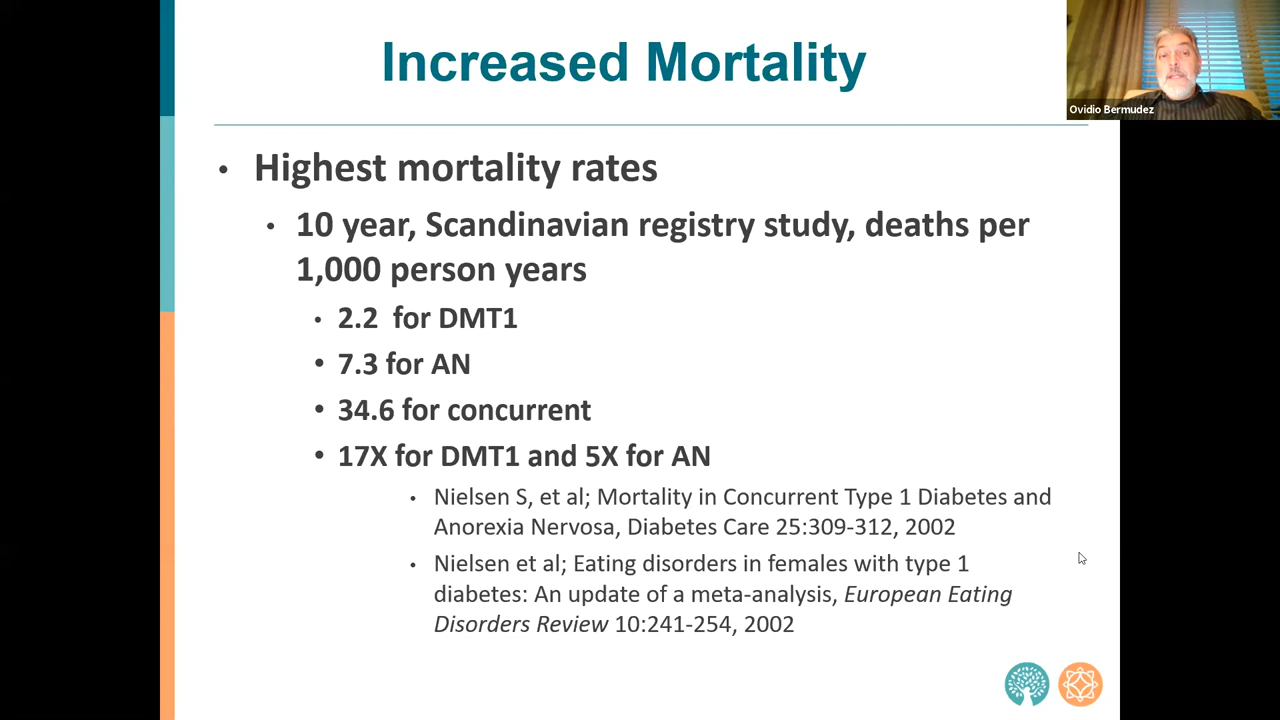 Increased Mortality
Ovidio Bermudez
• Highest mortality rates
• 10 year, Scandinavian registry study, deaths per
1,000 person years
• 2.2 for DMT1
• 7.3 for AN
• 34.6 for concurrent
• 17X for DMT1 and 5X for AN
• Nielsen S, et al; Mortality in Concurrent Type 1 Diabetes and
Anorexia Nervosa, Diabetes Care 25:309-312, 2002
• Nielsen et al; Eating disorders in females with type 1
diabetes: An update of a meta-analysis, European Eating
Disorders Review 10:241-254, 2002